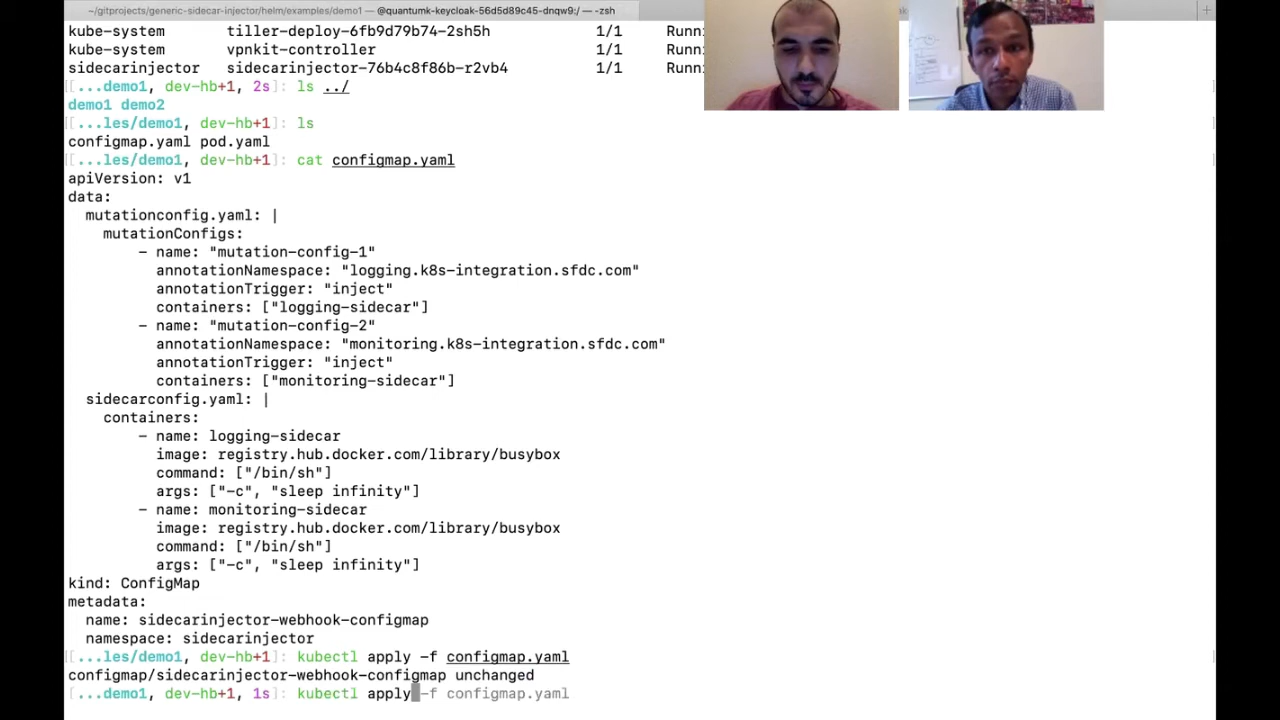 ~/gitprojects/generic-sidecar-injector/helm/examples/demo1 — @quantumk-keycloak-56d5d89c45-dnqw9:/ — -zsh
+
kube-system tiller-deploy-6fb9d79b74-2sh5h 1/1 Runni
kube-system vpnkit-controller 1/1 Runni
sidecarinjector sidecarinjector-76b4c8f86b-r2vb4 1/1 Runni
[...demo1, dev-hb+1, 2s]: ls ../
demo1 demo2
[...les/demo1, dev-hb+1]: ls
configmap.yaml pod.yaml
[...les/demo1, dev-hb+1]: cat configmap.yaml
apiVersion: v1
data:
  mutationconfig.yaml: |
    mutationConfigs:
        - name: "mutation-config-1"
          annotationNamespace: "logging.k8s-integration.sfdc.com"
          annotationTrigger: "inject"
          containers: ["logging-sidecar"]
        - name: "mutation-config-2"
          annotationNamespace: "monitoring.k8s-integration.sfdc.com"
          annotationTrigger: "inject"
          containers: ["monitoring-sidecar"]
  sidecarconfig.yaml: |
    containers:
        - name: logging-sidecar
          image: registry.hub.docker.com/library/busybox
          command: ["/bin/sh"]
          args: ["-c", "sleep infinity"]
        - name: monitoring-sidecar
          image: registry.hub.docker.com/library/busybox
          command: ["/bin/sh"]
          args: ["-c", "sleep infinity"]
kind: ConfigMap
metadata:
  name: sidecarinjector-webhook-configmap
  namespace: sidecarinjector
[...les/demo1, dev-hb+1]: kubectl apply -f configmap.yaml
configmap/sidecarinjector-webhook-configmap unchanged
[...demo1, dev-hb+1, 1s]: kubectl apply -f configmap.yaml